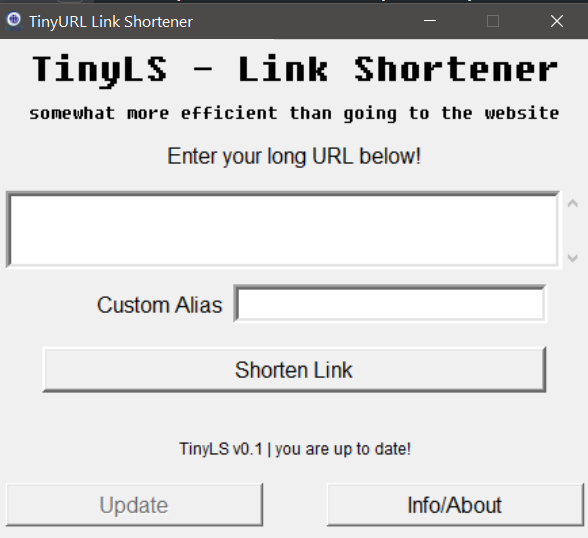 TinyURL Link Shortener
TinyLS - Link Shortener
somewhat more efficient than going to the website
Enter your long URL below!
Custom Alias
Shorten Link
TinyLS v0.1 | you are up to date!
Update Info/About